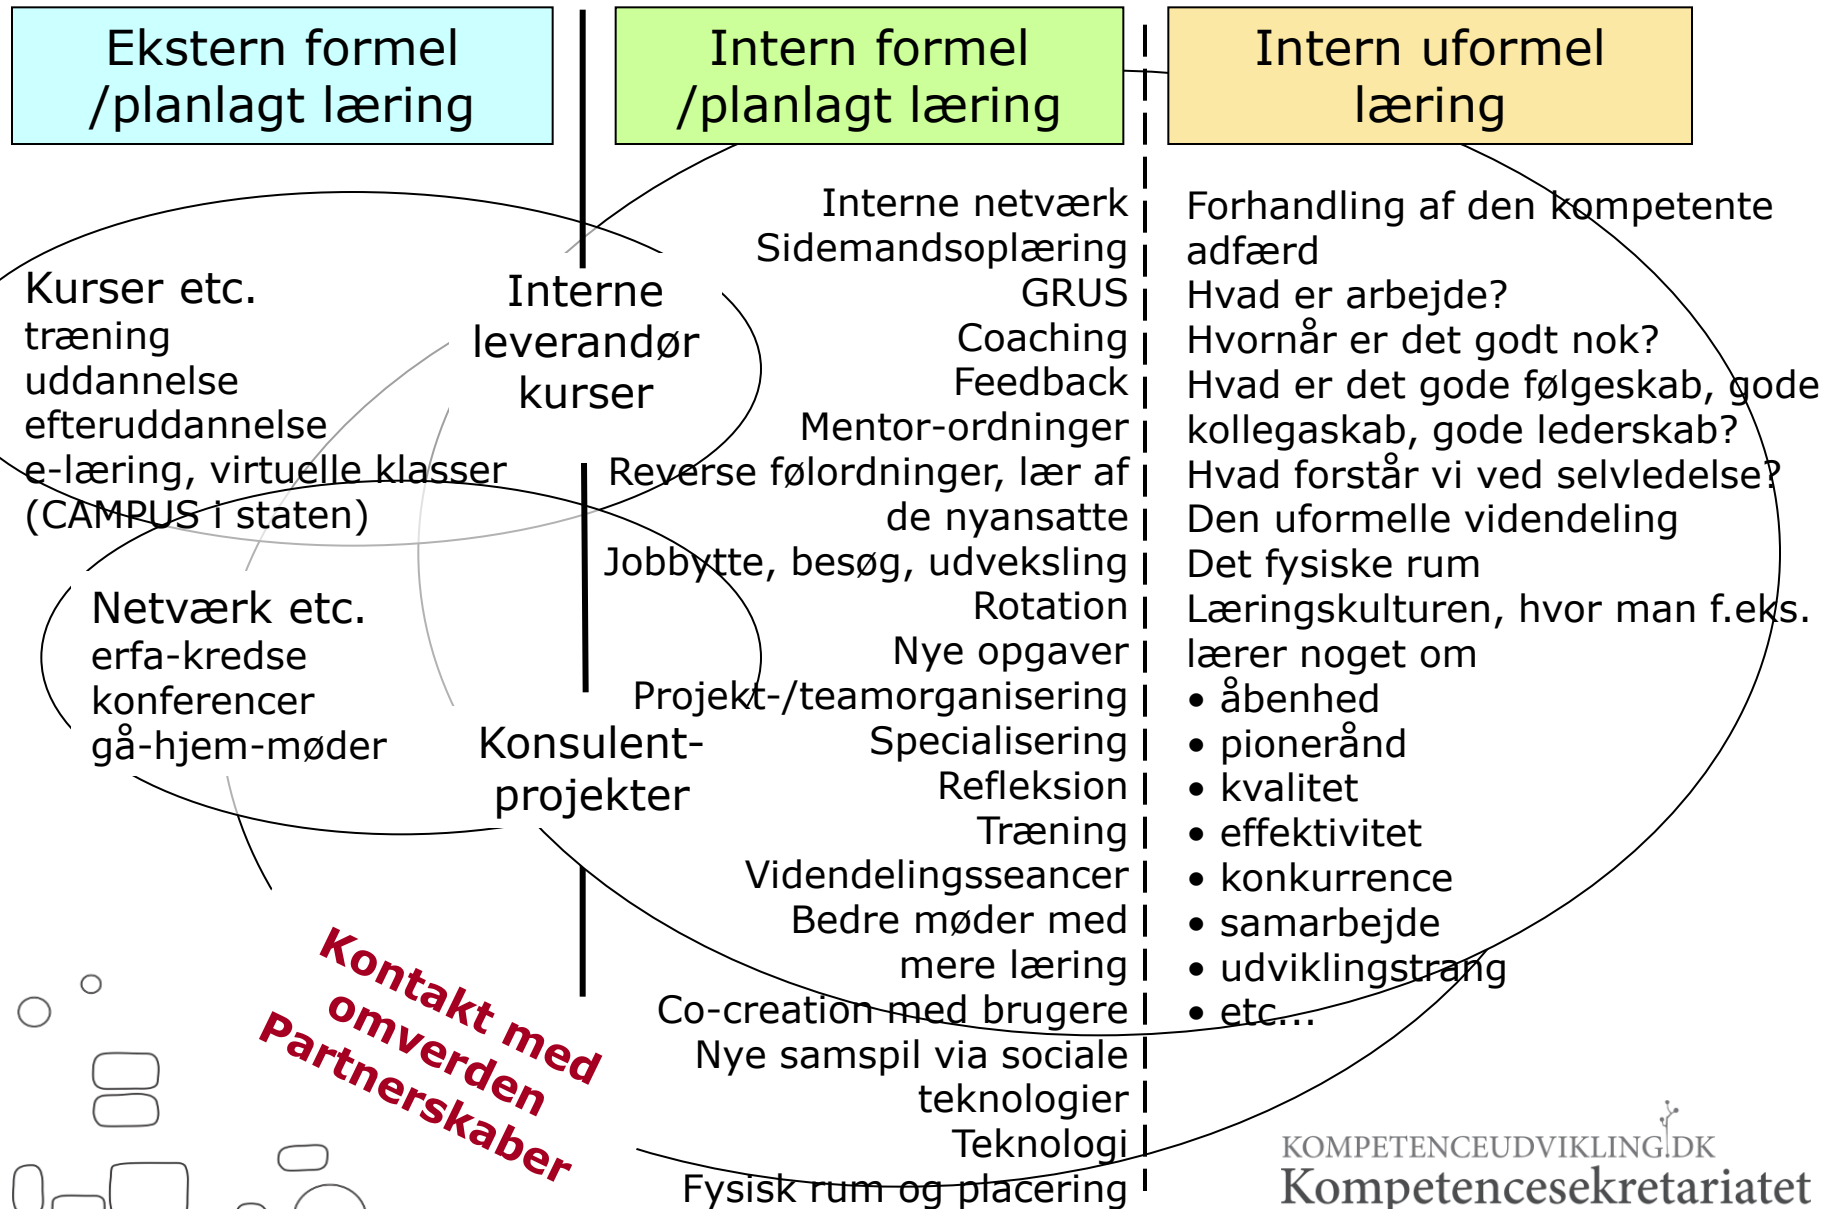 Ekstern formel
/planlagt læring
Intern formel
/planlagt læring
Intern uformel
læring
Kurser etc.
træning
uddannelse
efteruddannelse
e-læring, virtuelle klasser
(CAMPUS i staten)
Interne
leverandør
kurser
Netværk etc.
erfa-kredse
konferencer
gå-hjem-møder
Konsulent-
projekter
Kontakt med
omverden
Partnerskaber
Interne netværk
Sidemandsoplæring
GRUS
Coaching
Feedback
Mentor-ordninger
Reverse følordninger, lær af
de nyansatte
Jobbytte, besøg, udveksling
Rotation
Nye opgaver
Projekt-/teamorganisering
Specialisering
Refleksion
Træning
Videndelingsseancer
Bedre møder med
mere læring
Co-creation med brugere
Nye samspil via sociale
teknologier
Teknologi
Fysisk rum og placering
Forhandling af den kompetente
adfærd
Hvad er arbejde?
Hvornår er det godt nok?
Hvad er det gode følgeskab, gode
kollegaskab, gode lederskab?
Hvad forstår vi ved selvledelse?
Den uformelle videndeling
Det fysiske rum
Læringskulturen, hvor man f.eks.
lærer noget om
• åbenhed
• pionerånd
• kvalitet
• effektivitet
• konkurrence
• samarbejde
• udviklingstrang
• etc...
KOMPETENCEUDVIKLING.DK
Kompetencesekretariatet